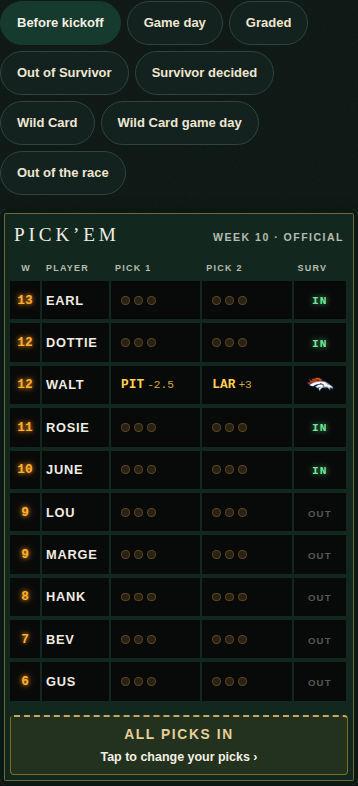 Before kickoff Game day Graded
Out of Survivor Survivor decided
Wild Card Wild Card game day
Out of the race
PICK’EM WEEK 10 · OFFICIAL
W PLAYER PICK 1 PICK 2 SURV
13 EARL IN
12 DOTTIE IN
12 WALT PIT -2.5 LAR +3
11 ROSIE IN
10 JUNE IN
9 LOU OUT
9 MARGE OUT
8 HANK OUT
7 BEV OUT
6 GUS OUT
ALL PICKS IN
Tap to change your picks ›